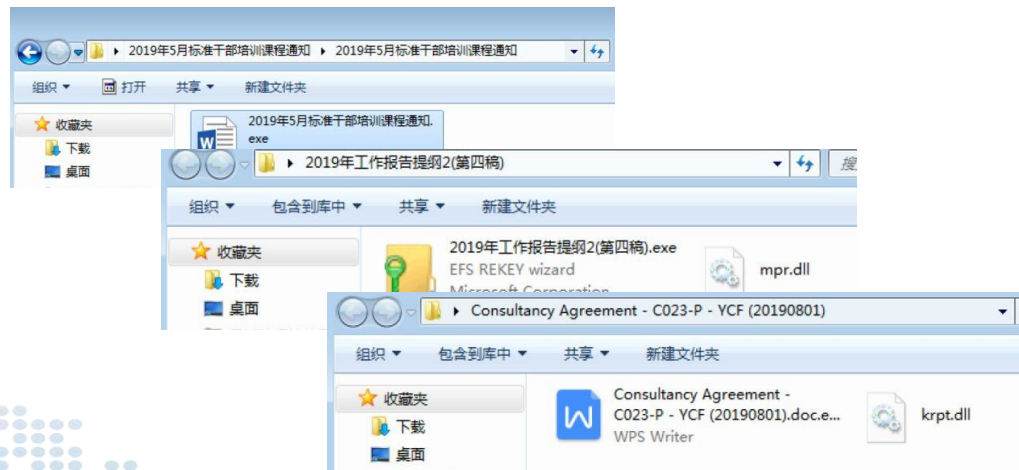 2019年5月标准干部培训课程通知 ▸ 2019年5月标准干部培训课程通知
组织 打开 共享 新建文件夹
收藏夹
下载
桌面
2019年5月标准干部培训课程通知.
exe
2019年工作报告提纲2(第四稿)
组织 包含到库中 共享 新建文件夹
收藏夹
下载
桌面
2019年工作报告提纲2(第四稿).exe
EFS REKEY wizard
Microsoft Corporation
mpr.dll
Consultancy Agreement - C023-P - YCF (20190801)
组织 包含到库中 共享 新建文件夹
收藏夹
下载
桌面
Consultancy Agreement -
C023-P - YCF (20190801).doc.e...
WPS Writer
krpt.dll